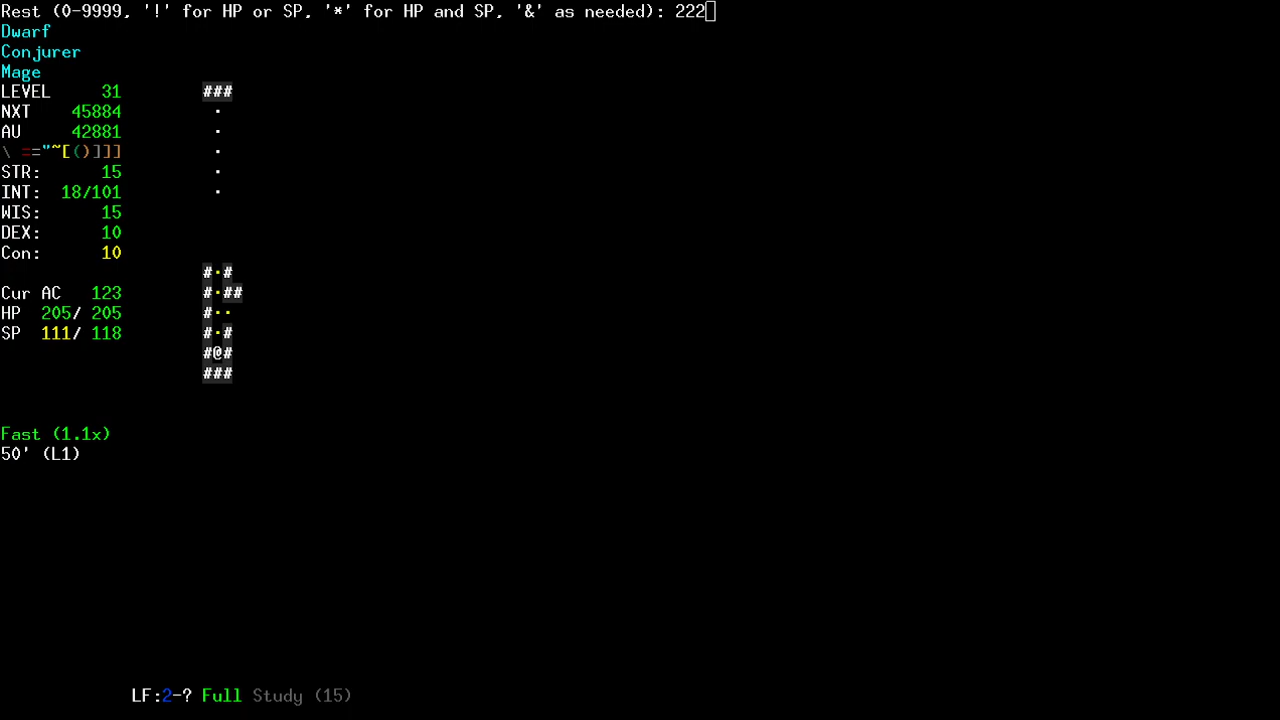 Rest (0-9999, '!' for HP or SP, '*' for HP and SP, '&' as needed): 222
Dwarf
Conjurer
Mage
LEVEL 31 ###
NXT 45884 ·
AU 42881 ·
\ =="~[()]]] ·
STR: 15 ·
INT: 18/101 ·
WIS: 15
DEX: 10
Con: 10
#·#
Cur AC 123 #·##
HP 205/ 205 #··
SP 111/ 118 #·#
#@#
###
Fast (1.1x)
50' (L1)
LF:2-? Full Study (15)